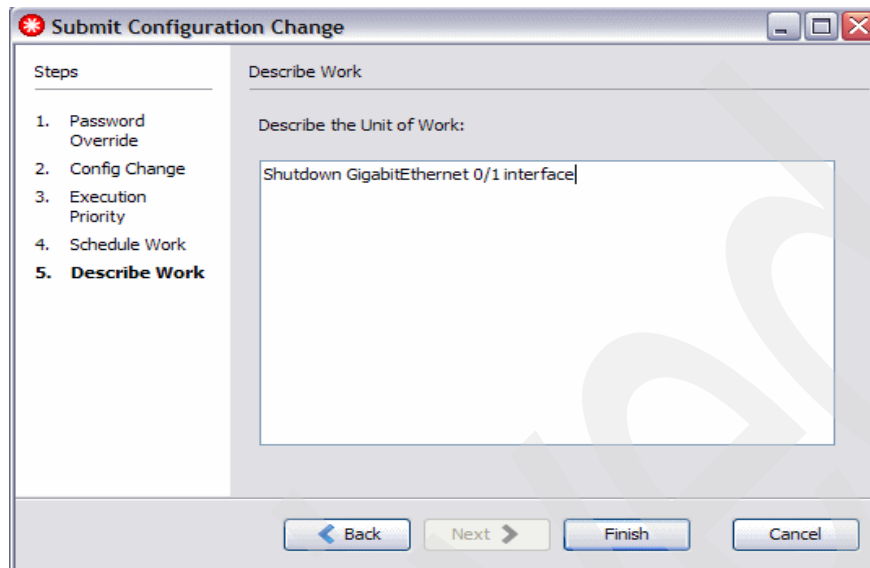 Submit Configuration Change
Steps
1. Password
Override
2. Config Change
3. Execution
Priority
4. Schedule Work
5. Describe Work
Describe Work
Describe the Unit of Work:
Shutdown GigabitEthernet 0/1 interface
Back
Next
Finish
Cancel